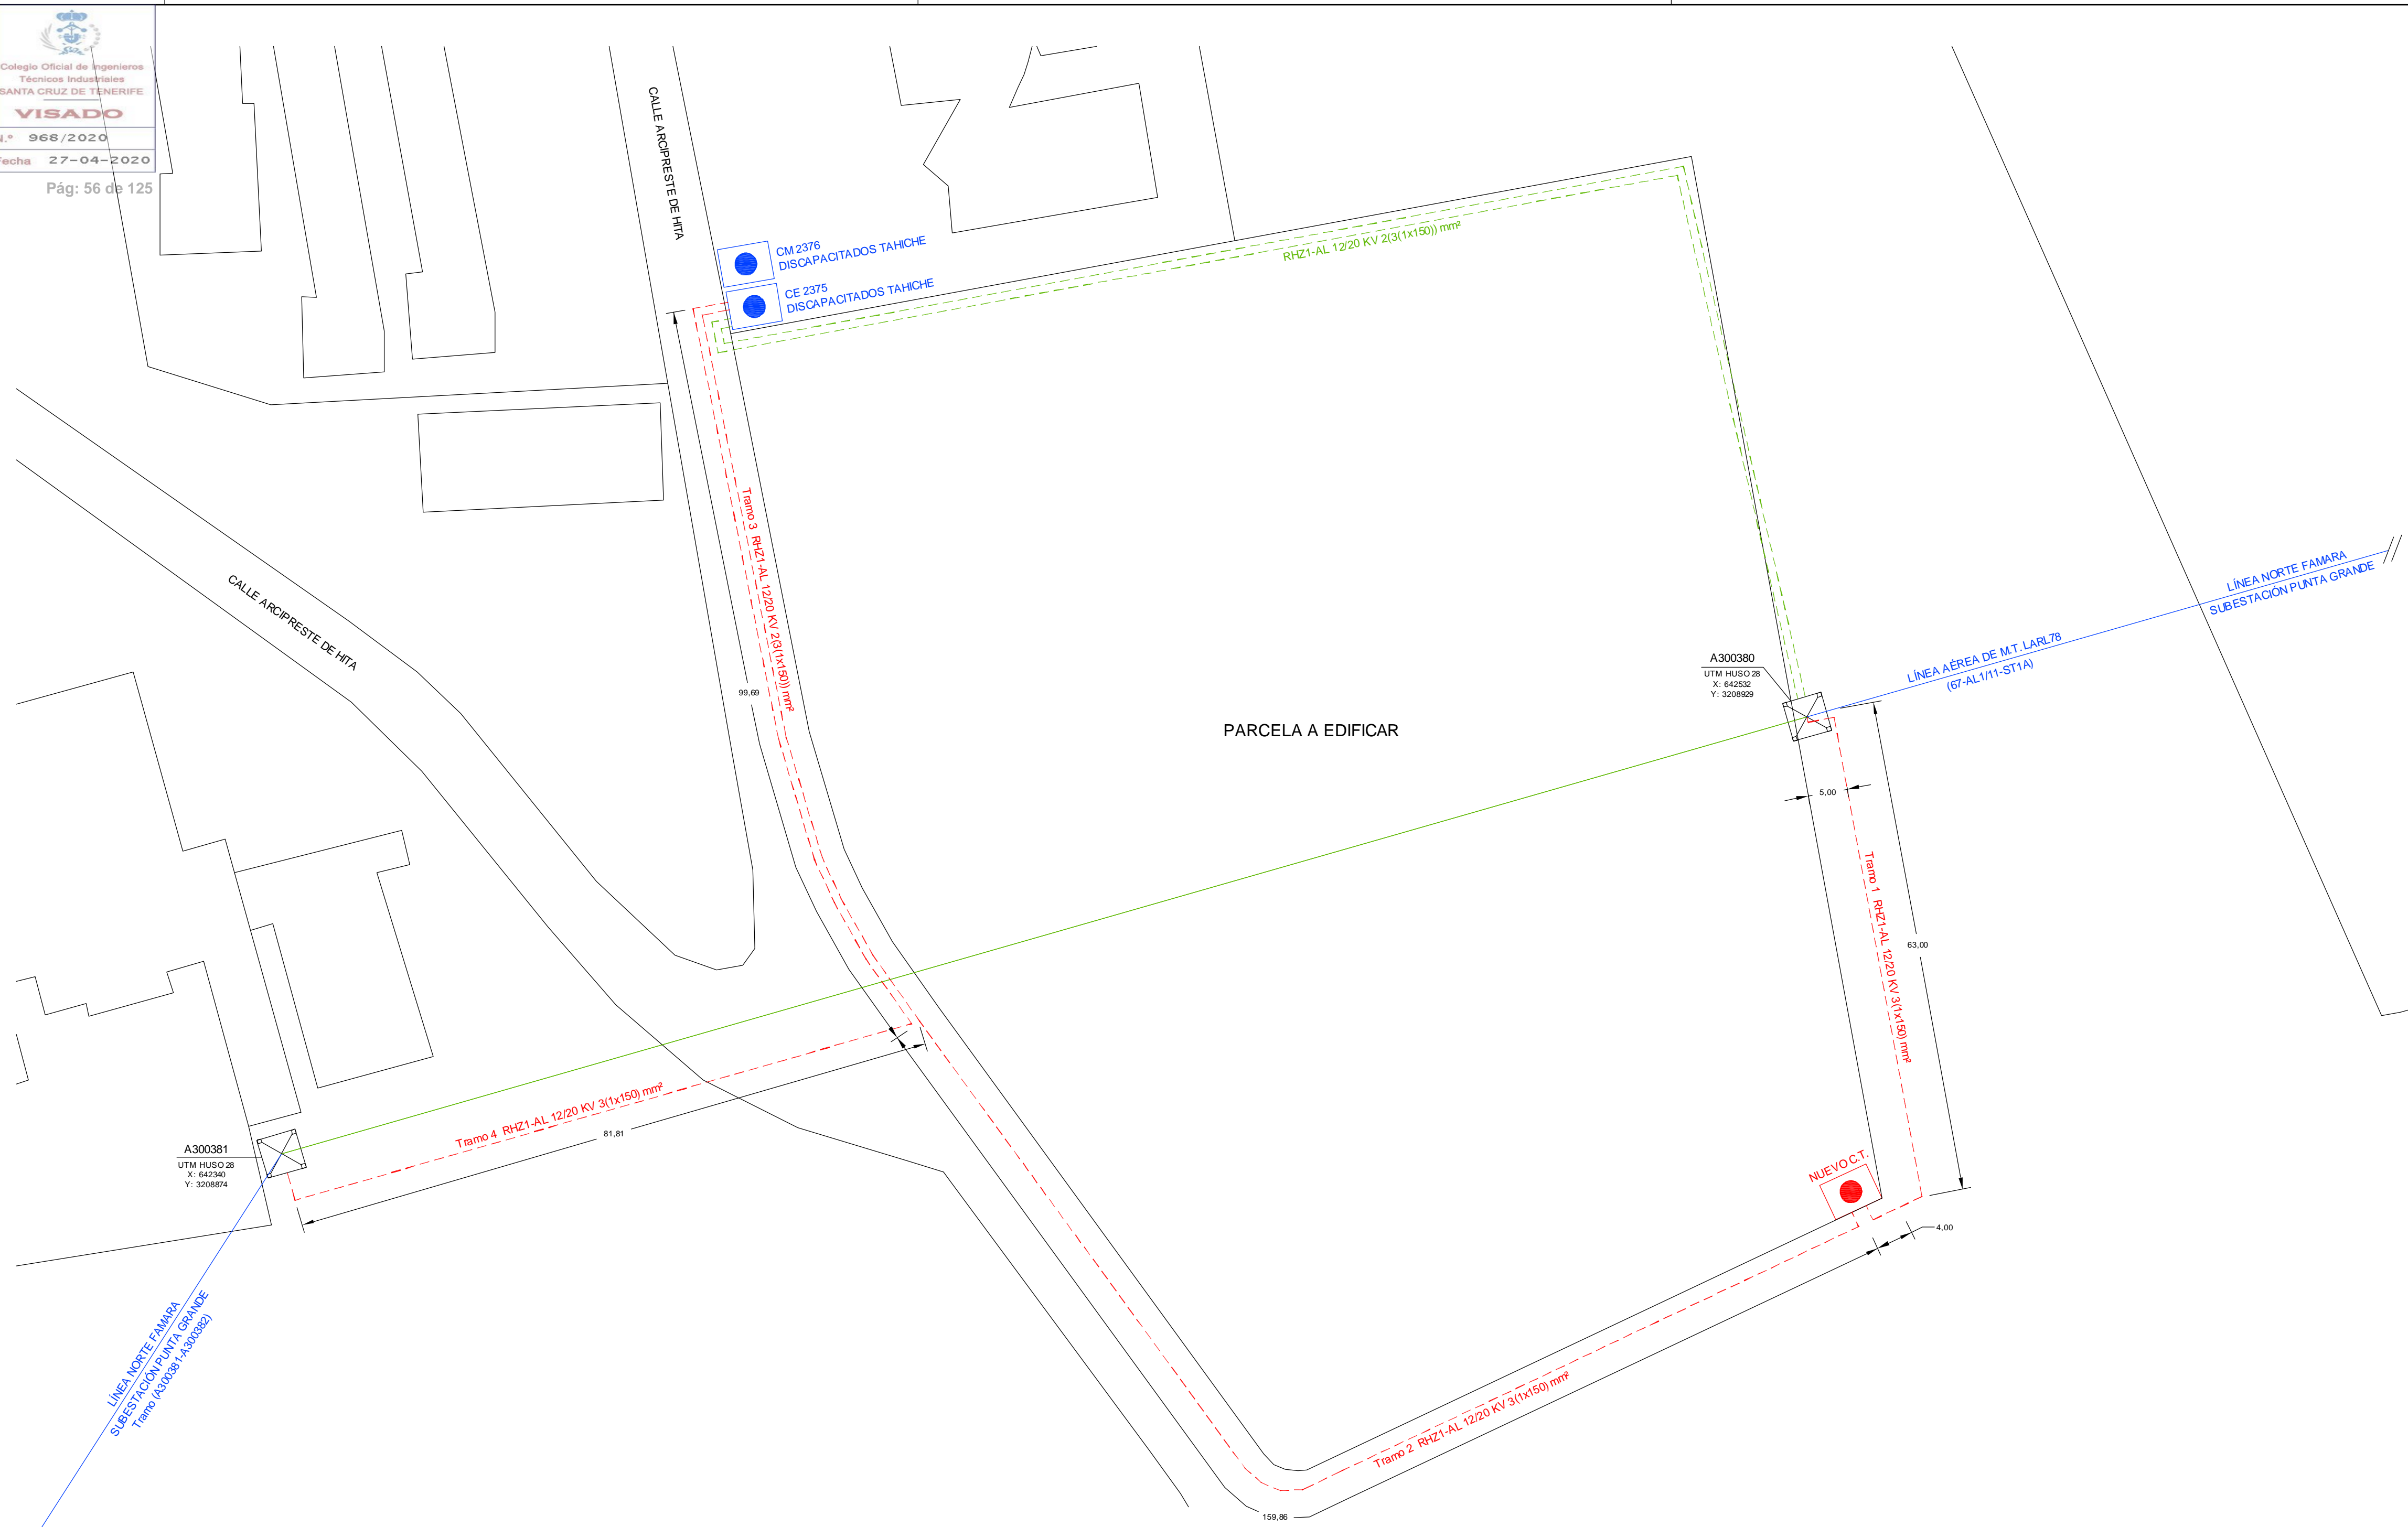 Colegio Oficial de Ingenieros
Técnicos Industriales
SANTA CRUZ DE TENERIFE
VISADO
N.º 968/2020
Fecha 27-04-2020
Pág: 56 de 125
CALLE ARCIPRESTE DE HITA
CM 2376
DISCAPACITADOS TAHICHE
CE 2375
DISCAPACITADOS TAHICHE
RHZ1-AL 12/20 KV 2(3(1x150)) mm²
Tramo 3 RHZ1-AL 12/20 KV 2(3(1x150)) mm²
99,69
CALLE ARCIPRESTE DE HITA
PARCELA A EDIFICAR
A300380
UTM HUSO 28
X: 642532
Y: 3208929
LÍNEA AÉREA DE M.T. LARL78
(67-AL1/11-ST1A)
LÍNEA NORTE FAMARA
SUBESTACIÓN PUNTA GRANDE
5,00
Tramo 1 RHZ1-AL 12/20 KV 3(1x150) mm²
63,00
Tramo 4 RHZ1-AL 12/20 KV 3(1x150) mm²
81,81
A300381
UTM HUSO 28
X: 642340
Y: 3208874
NUEVO C.T.
4,00
LÍNEA NORTE FAMARA
SUBESTACIÓN PUNTA GRANDE
Tramo (A300381-A300382)
Tramo 2 RHZ1-AL 12/20 KV 3(1x150) mm²
159,86